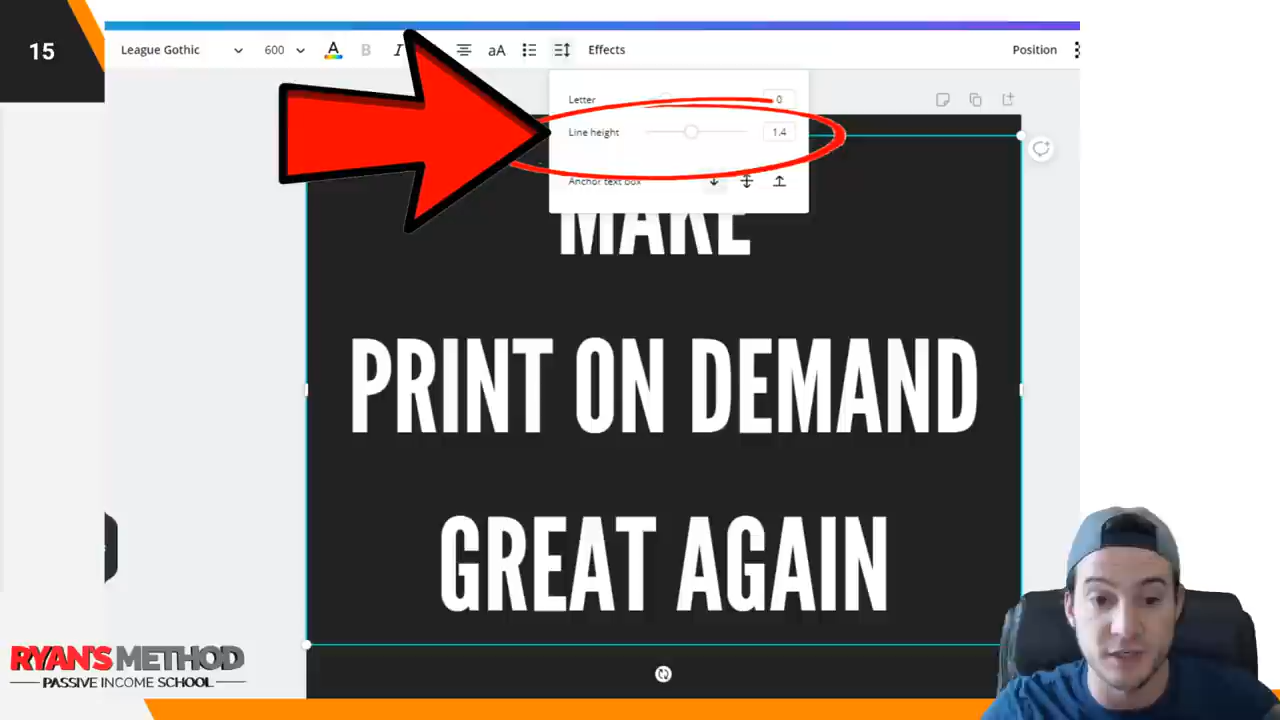 15
League Gothic 600 A B I aA Effects Position
Letter 0
Line height 1.4
Anchor text box
MAKE
PRINT ON DEMAND
GREAT AGAIN
RYAN'S METHOD
PASSIVE INCOME SCHOOL